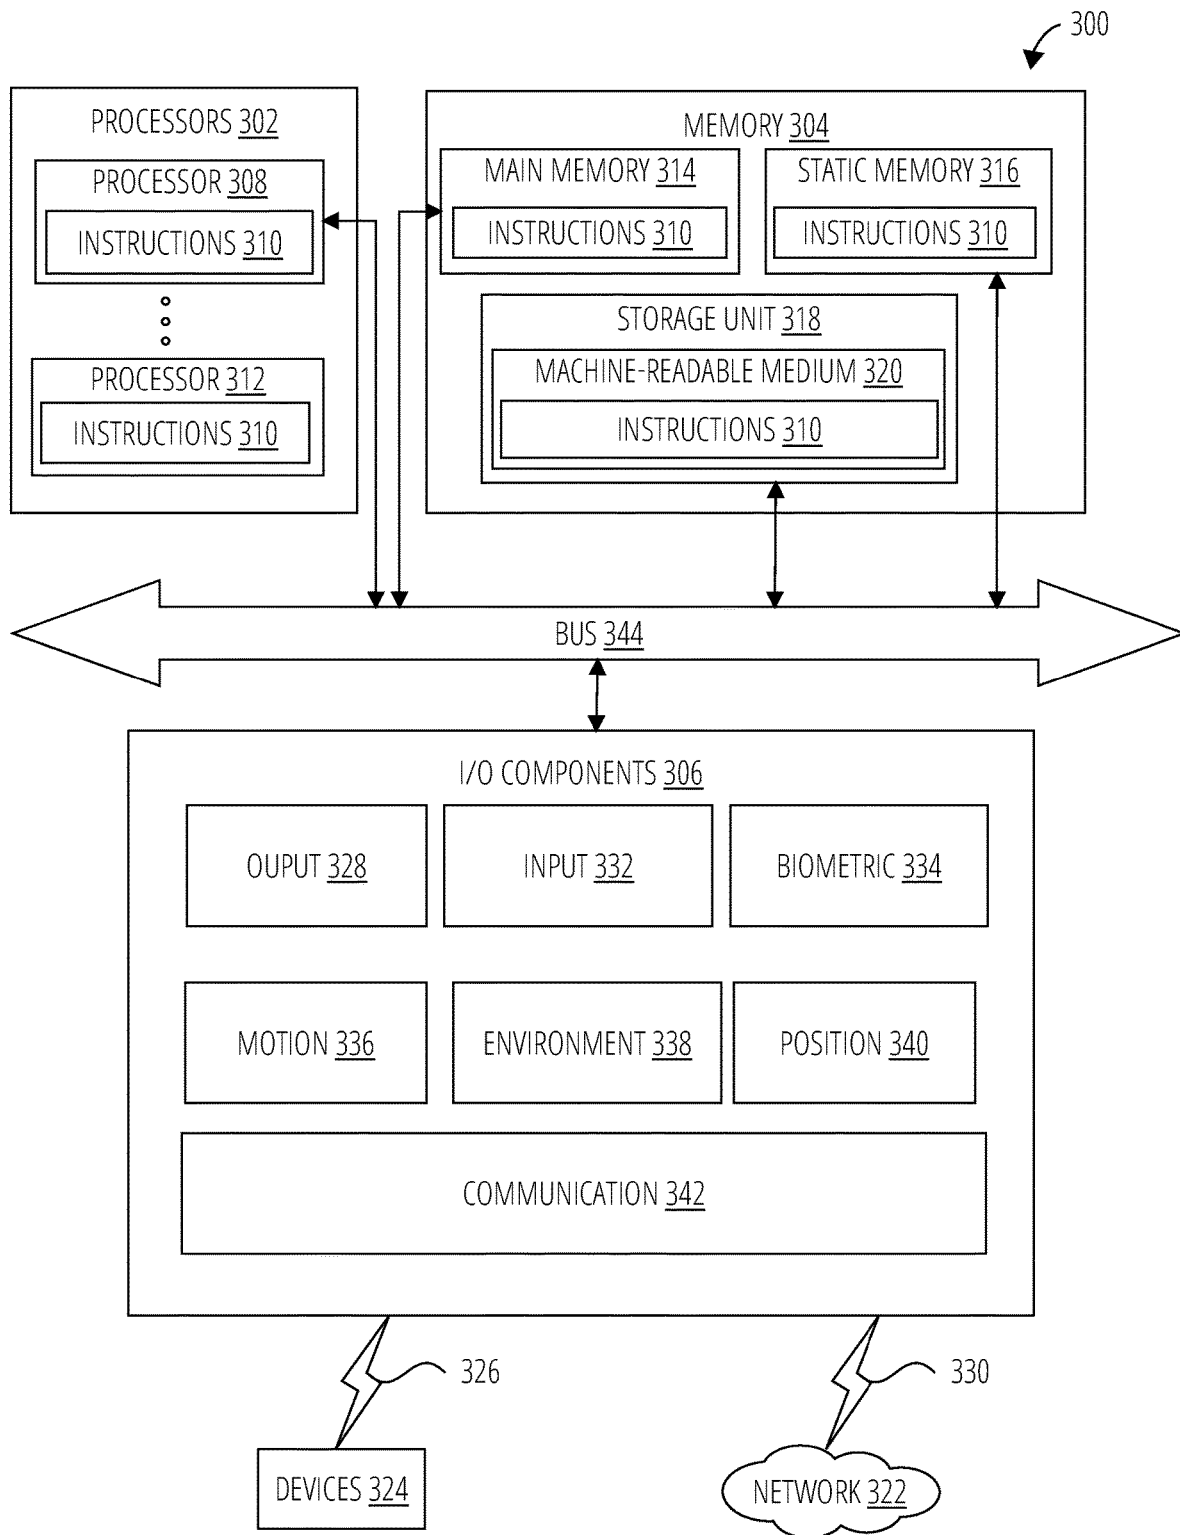 300
PROCESSORS 302
PROCESSOR 308
INSTRUCTIONS 310
PROCESSOR 312
INSTRUCTIONS 310
MEMORY 304
MAIN MEMORY 314
INSTRUCTIONS 310
STATIC MEMORY 316
INSTRUCTIONS 310
STORAGE UNIT 318
MACHINE-READABLE MEDIUM 320
INSTRUCTIONS 310
BUS 344
I/O COMPONENTS 306
OUPUT 328
INPUT 332
BIOMETRIC 334
MOTION 336
ENVIRONMENT 338
POSITION 340
COMMUNICATION 342
326
330
DEVICES 324
NETWORK 322